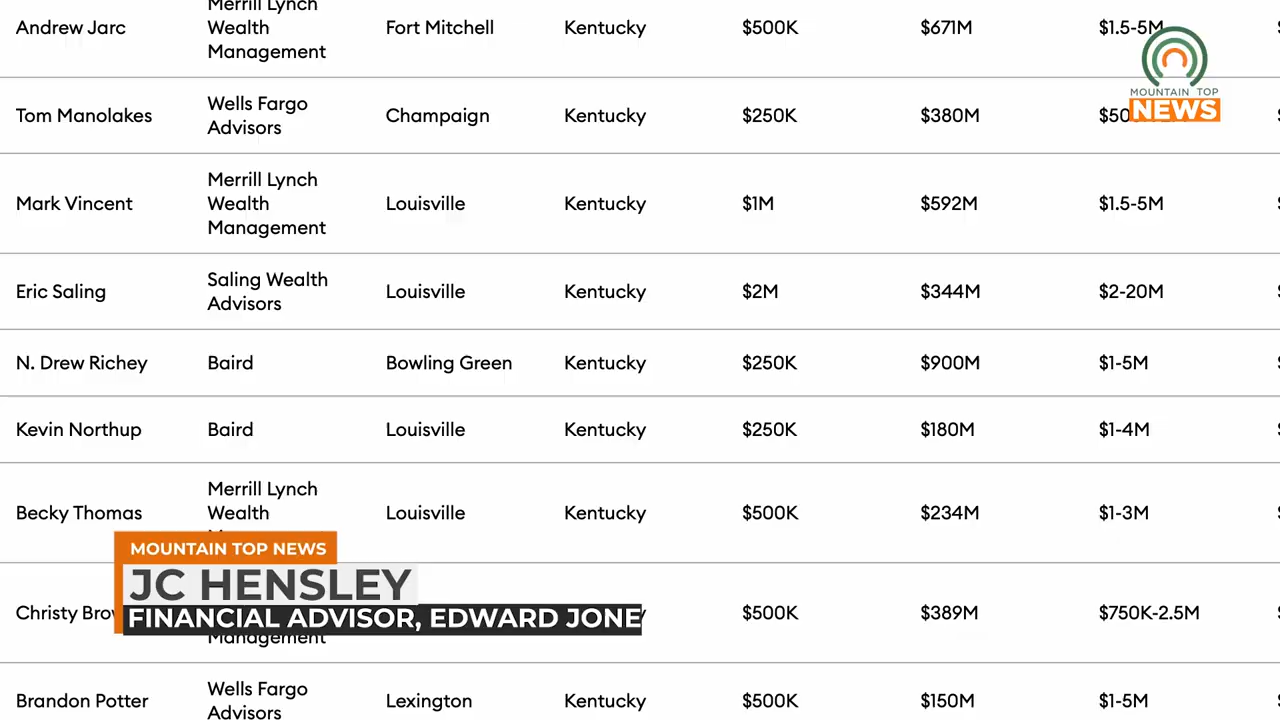 Merrill Lynch
Andrew Jarc Wealth Fort Mitchell Kentucky $500K $671M $1.5-5M
Management
MOUNTAIN TOP
NEWS
Wells Fargo
Tom Manolakes Champaign Kentucky $250K $380M $50
Advisors
Merrill Lynch
Mark Vincent Wealth Louisville Kentucky $1M $592M $1.5-5M
Management
Saling Wealth
Eric Saling Louisville Kentucky $2M $344M $2-20M
Advisors
N. Drew Richey Baird Bowling Green Kentucky $250K $900M $1-5M
Kevin Northup Baird Louisville Kentucky $250K $180M $1-4M
Merrill Lynch
Becky Thomas Wealth Louisville Kentucky $500K $234M $1-3M
MOUNTAIN TOP NEWS
JC HENSLEY
FINANCIAL ADVISOR, EDWARD JONE
Christy $500K $389M $750K-2.5M
Management
Wells Fargo
Brandon Potter Lexington Kentucky $500K $150M $1-5M
Advisors